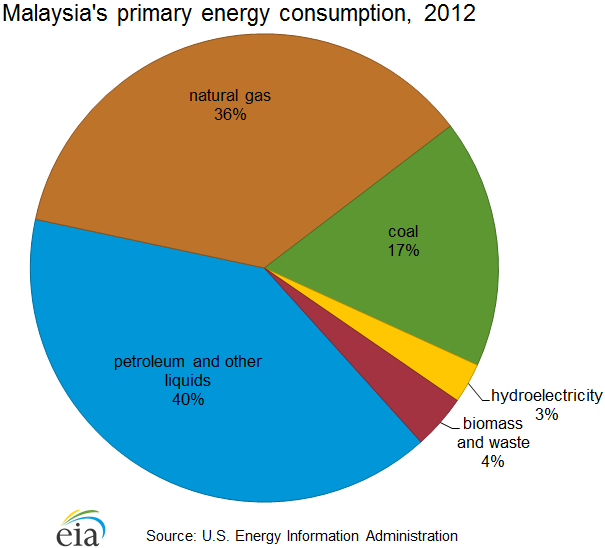 Malaysia's primary energy consumption, 2012
natural gas
36%
coal
17%
petroleum and other
liquids
40%
hydroelectricity
3%
biomass
and waste
4%
eia
Source: U.S. Energy Information Administration